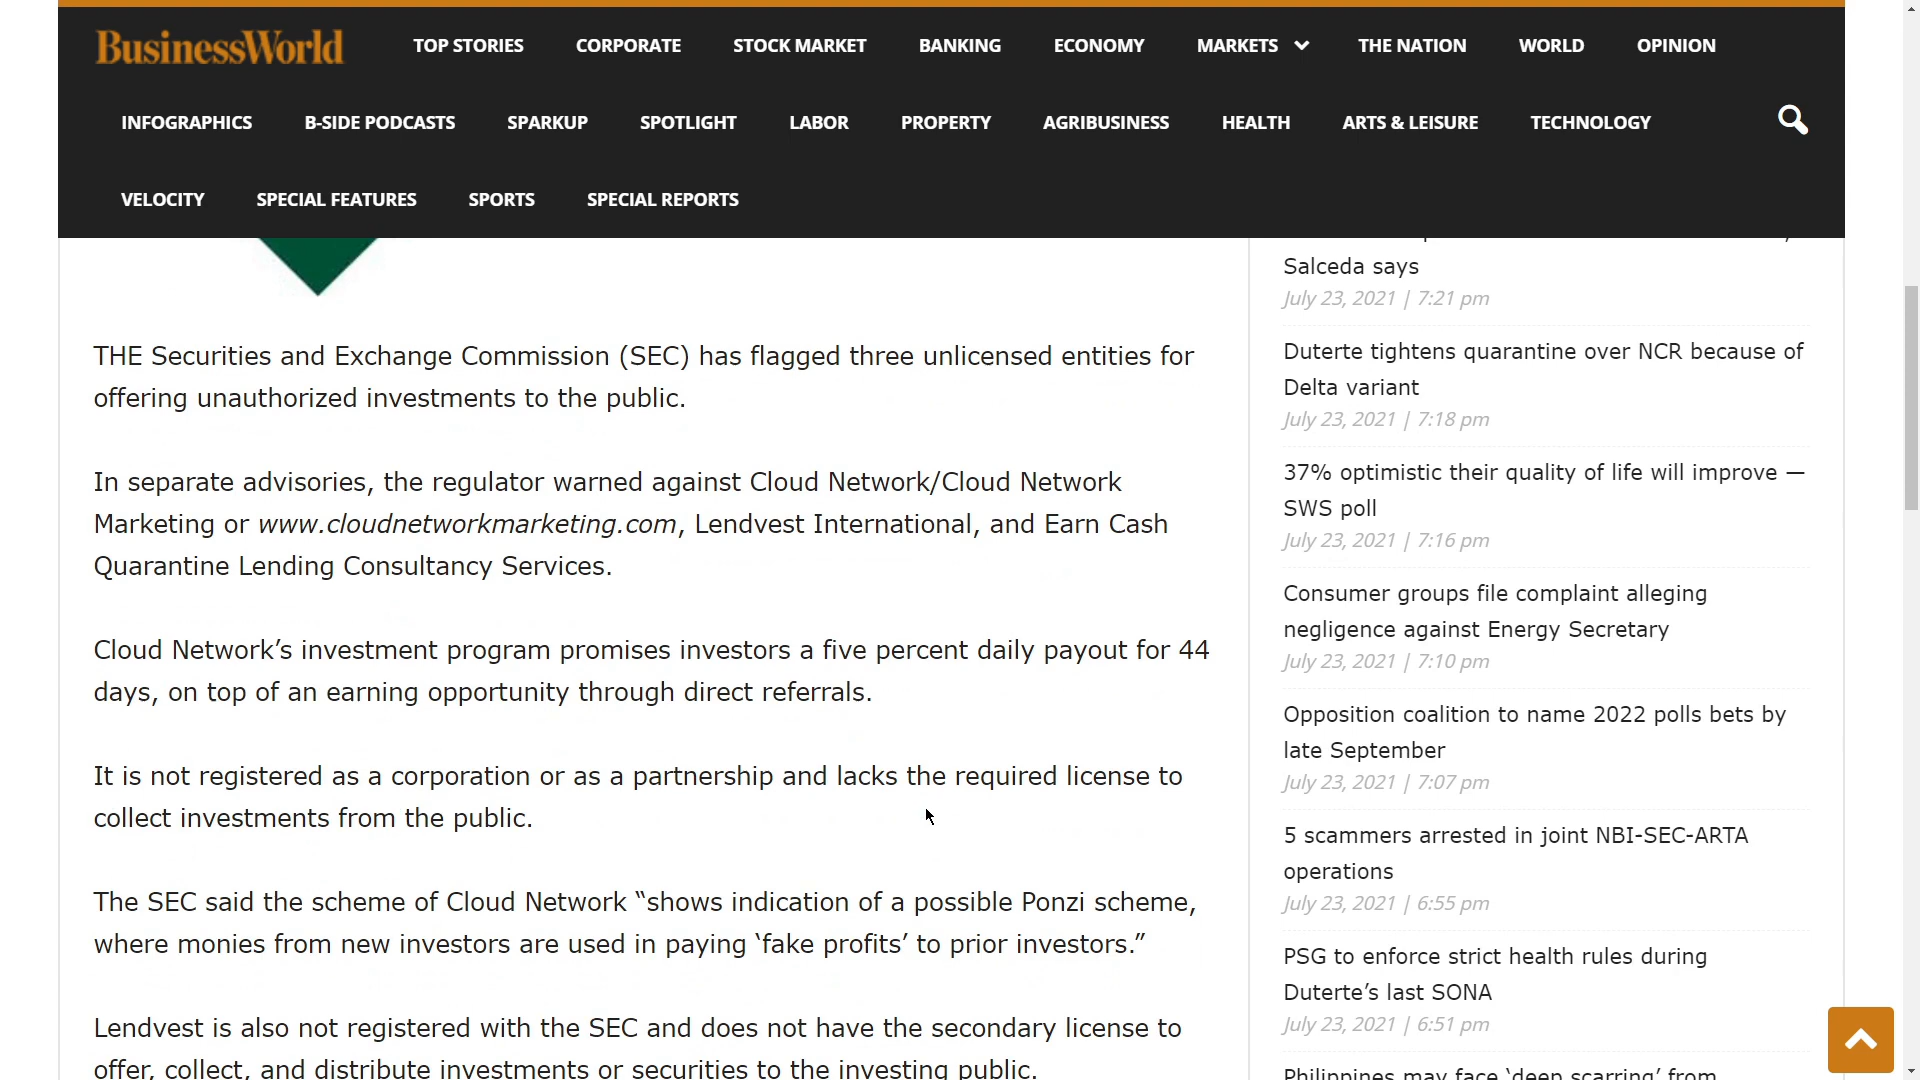 BusinessWorld
TOP STORIES CORPORATE STOCK MARKET BANKING ECONOMY MARKETS THE NATION WORLD OPINION
INFOGRAPHICS B-SIDE PODCASTS SPARKUP SPOTLIGHT LABOR PROPERTY AGRIBUSINESS HEALTH ARTS & LEISURE TECHNOLOGY
VELOCITY SPECIAL FEATURES SPORTS SPECIAL REPORTS
THE Securities and Exchange Commission (SEC) has flagged three unlicensed entities for
offering unauthorized investments to the public.
In separate advisories, the regulator warned against Cloud Network/Cloud Network
Marketing or www.cloudnetworkmarketing.com, Lendvest International, and Earn Cash
Quarantine Lending Consultancy Services.
Cloud Network’s investment program promises investors a five percent daily payout for 44
days, on top of an earning opportunity through direct referrals.
It is not registered as a corporation or as a partnership and lacks the required license to
collect investments from the public.
The SEC said the scheme of Cloud Network “shows indication of a possible Ponzi scheme,
where monies from new investors are used in paying ‘fake profits’ to prior investors.”
Lendvest is also not registered with the SEC and does not have the secondary license to
offer, collect, and distribute investments or securities to the investing public.
Salceda says
July 23, 2021 | 7:21 pm
Duterte tightens quarantine over NCR because of
Delta variant
July 23, 2021 | 7:18 pm
37% optimistic their quality of life will improve —
SWS poll
July 23, 2021 | 7:16 pm
Consumer groups file complaint alleging
negligence against Energy Secretary
July 23, 2021 | 7:10 pm
Opposition coalition to name 2022 polls bets by
late September
July 23, 2021 | 7:07 pm
5 scammers arrested in joint NBI-SEC-ARTA
operations
July 23, 2021 | 6:55 pm
PSG to enforce strict health rules during
Duterte’s last SONA
July 23, 2021 | 6:51 pm
Philippines may face ‘deep scarring’ from